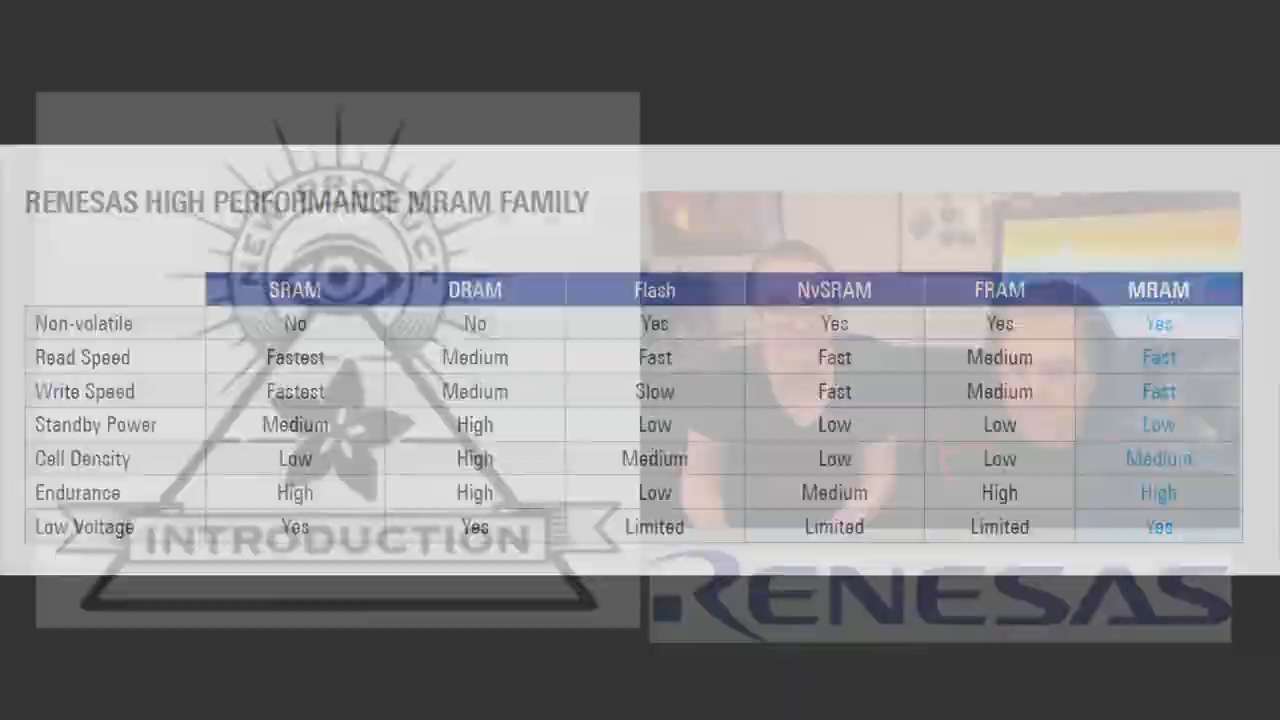 RENESAS HIGH PERFORMANCE MRAM FAMILY
NEW PRODUCT
SRAM DRAM Flash NvSRAM FRAM MRAM
Non-volatile No No Yes Yes Yes Yes
Read Speed Fastest Medium Fast Fast Medium Fast
Write Speed Fastest Medium Slow Fast Medium Fast
Standby Power Medium High Low Low Low Low
Cell Density Low High Medium Low Low Medium
Endurance High High Low Medium High High
Low Voltage Yes Yes Limited Limited Limited Yes
INTRODUCTION
RENESAS